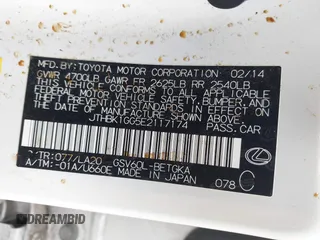 MFD.BY:TOYOTA MOTOR CORPORATION 02/14
GVWR 4700LB GAWR FR 2625LB RR 2540LB
THIS VEHICLE CONFORMS TO ALL APPLICABLE
FEDERAL MOTOR VEHICLE SAFETY, BUMPER, AND
THEFT PREVENTION STANDARDS IN EFFECT ON THE
DATE OF MANUFACTURE SHOWN ABOVE.
JTHBK1GG5E2117174 PASS.CAR
C/TR:077/LA20 GSV60L-BETGKA
A/TM:-01A/U660E MADE IN JAPAN 078
DREAMBID